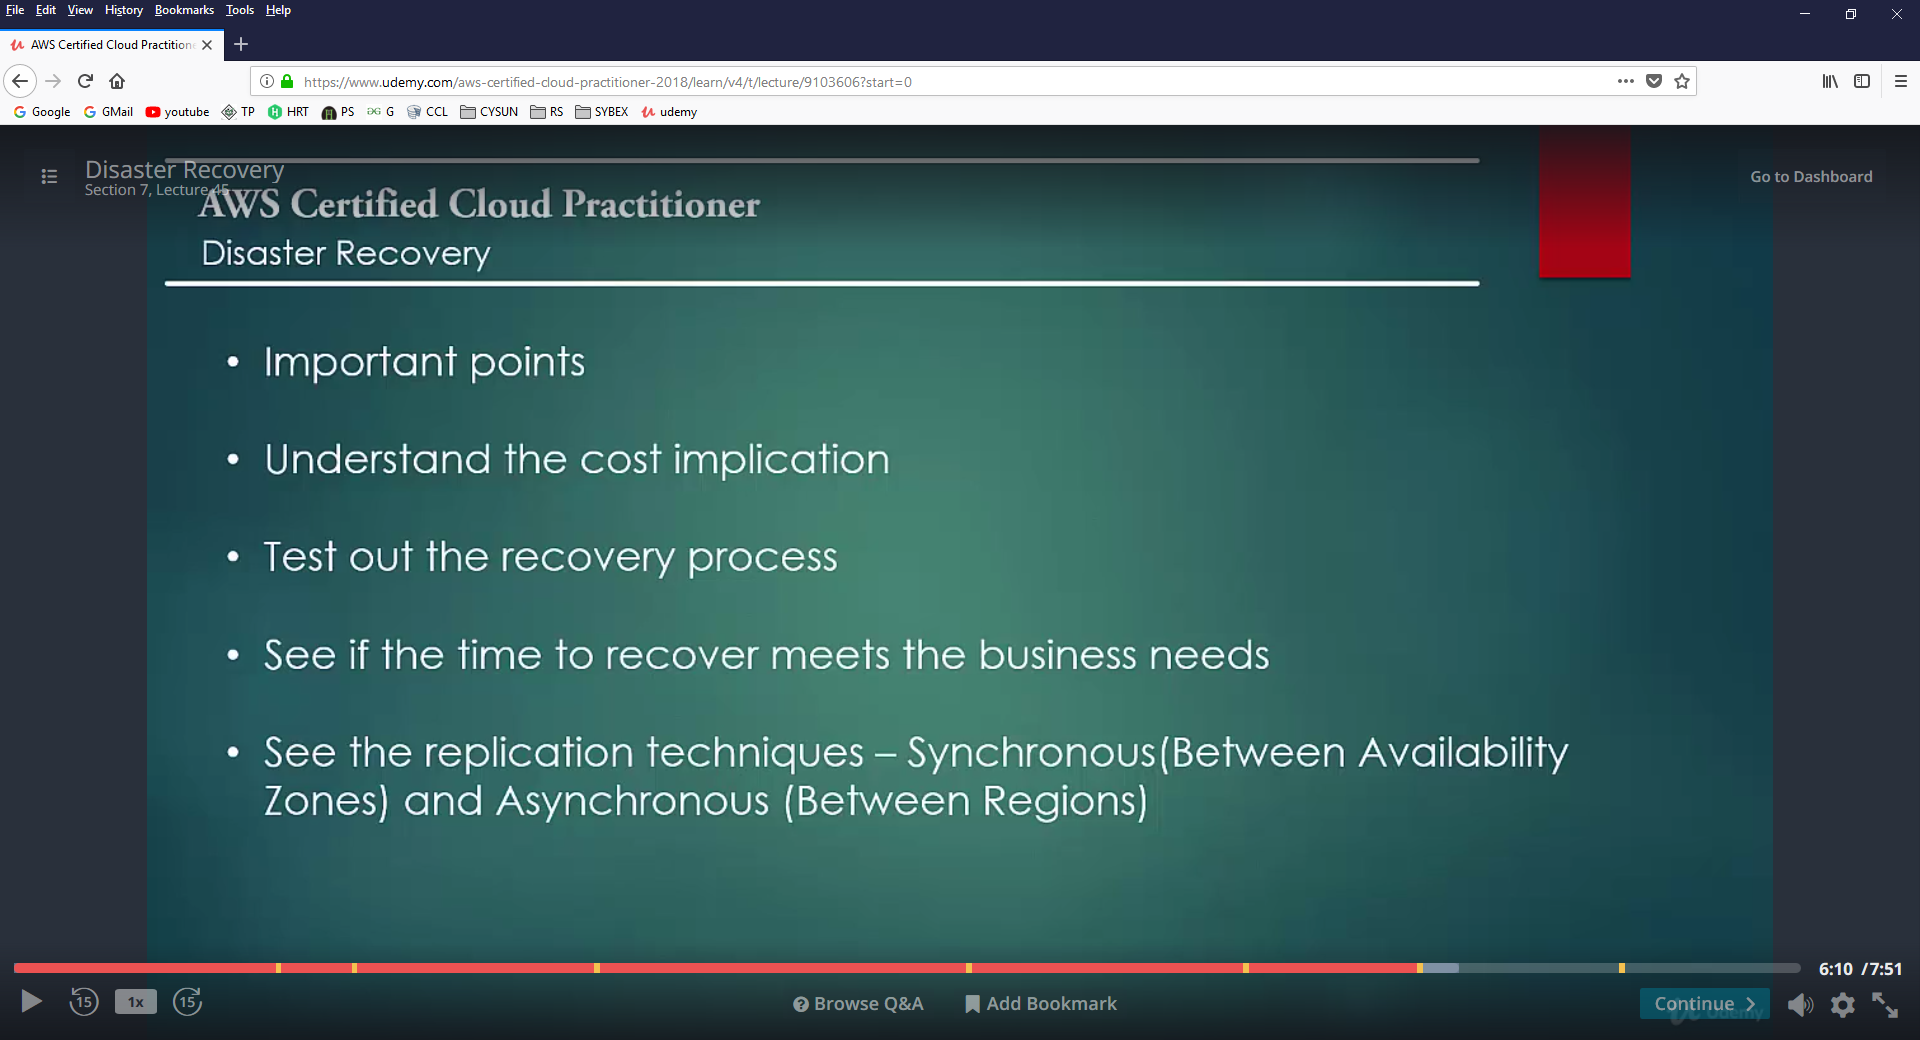 File Edit View History Bookmarks Tools Help
AWS Certified Cloud Practition
https://www.udemy.com/aws-certified-cloud-practitioner-2018/learn/v4/t/lecture/9103606?start=0
Google GMail youtube TP HRT PS G CCL CYSUN RS SYBEX udemy
Disaster Recovery
Section 7, Lecture 45
Go to Dashboard
AWS Certified Cloud Practitioner
Disaster Recovery
• Important points
• Understand the cost implication
• Test out the recovery process
• See if the time to recover meets the business needs
• See the replication techniques – Synchronous(Between Availability
Zones) and Asynchronous (Between Regions)
6:10 /7:51
15 1x 15 Browse Q&A Add Bookmark Continue
Udemy